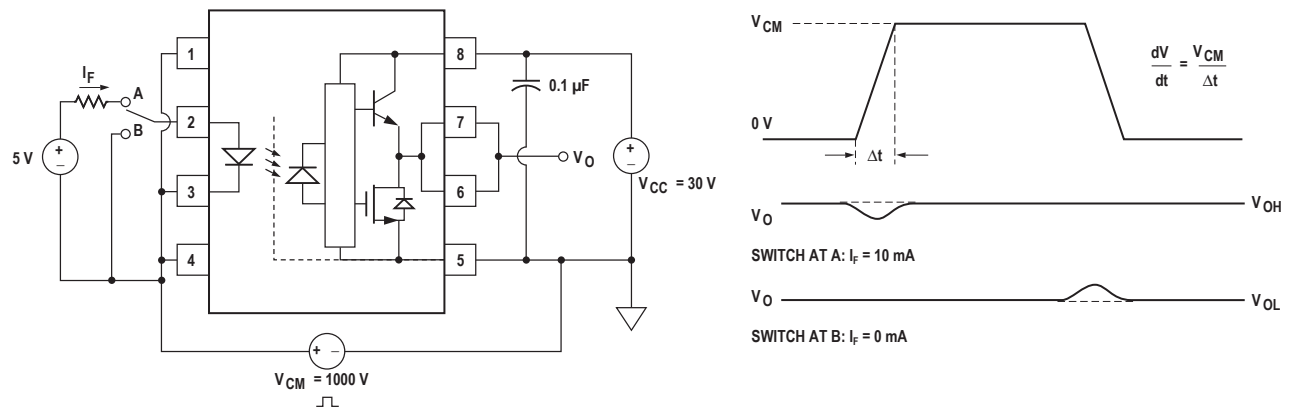 1
8
I_F
A
0.1 µF
2
7
B
V_O
5 V
+
–
+
–
3
6
V_CC = 30 V
4
5
+ –
V_CM = 1000 V
V_CM
dV/dt = V_CM/Δt
0 V
Δt
V_O
V_OH
SWITCH AT A: I_F = 10 mA
V_O
V_OL
SWITCH AT B: I_F = 0 mA